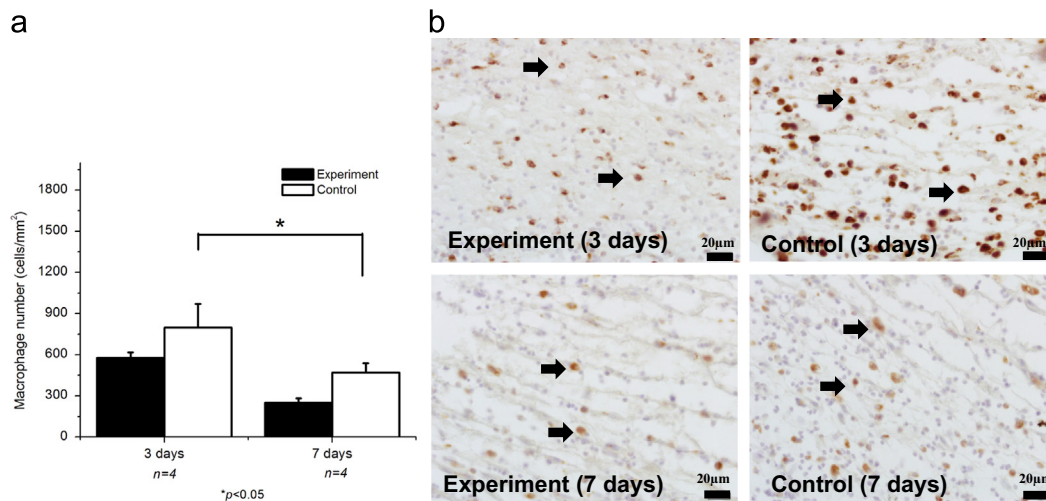 a
Macrophage number (cells/mm²)
1800
1500
1200
900
600
300
0
Experiment
Control
*
3 days
7 days
n=4
n=4
*p<0.05
b
Experiment (3 days)
20µm
Control (3 days)
20µm
Experiment (7 days)
20µm
Control (7 days)
20µm